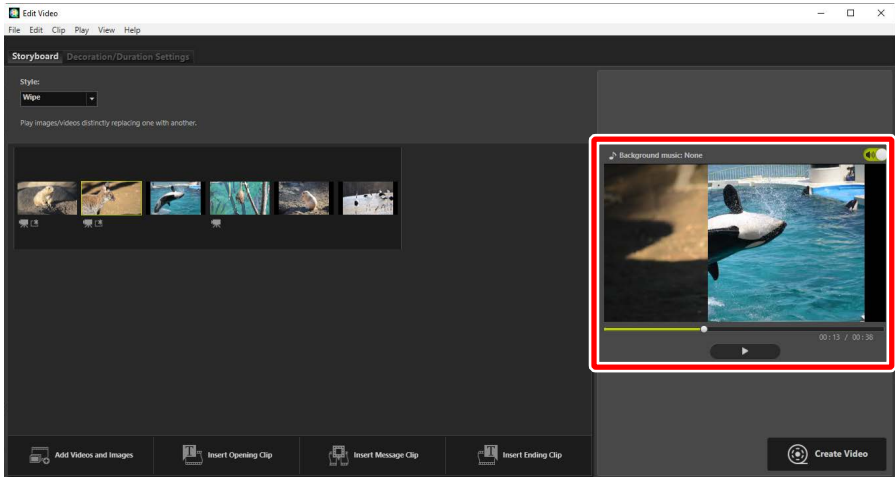 Edit Video
File Edit Clip Play View Help
Storyboard Decoration/Duration Settings
Style:
Wipe
Play images/videos distinctly replacing one with another.
Background music: None
00:13 / 00:38
Add Videos and Images
Insert Opening Clip
Insert Message Clip
Insert Ending Clip
Create Video